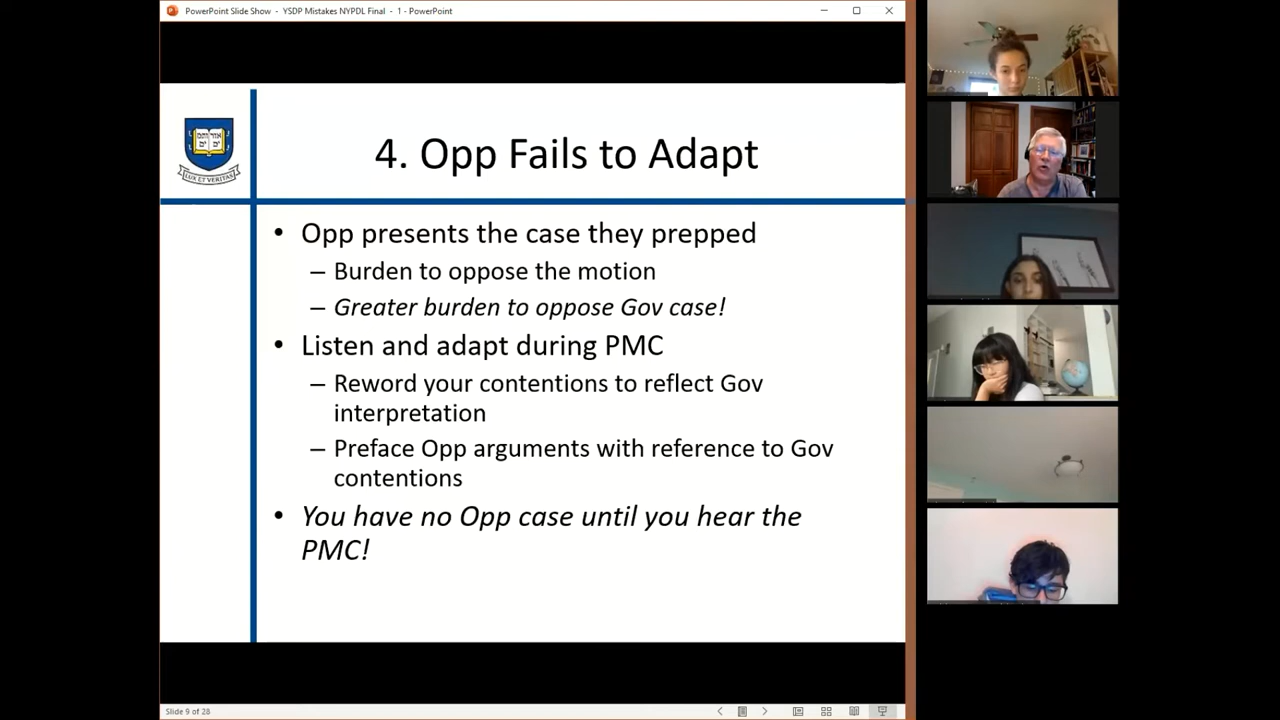 PowerPoint Slide Show - YSDP Mistakes NYPDL Final - 1 - PowerPoint
4. Opp Fails to Adapt
LUX ET VERITAS
• Opp presents the case they prepped
– Burden to oppose the motion
– Greater burden to oppose Gov case!
• Listen and adapt during PMC
– Reword your contentions to reflect Gov
interpretation
– Preface Opp arguments with reference to Gov
contentions
• You have no Opp case until you hear the
PMC!
Slide 9 of 28